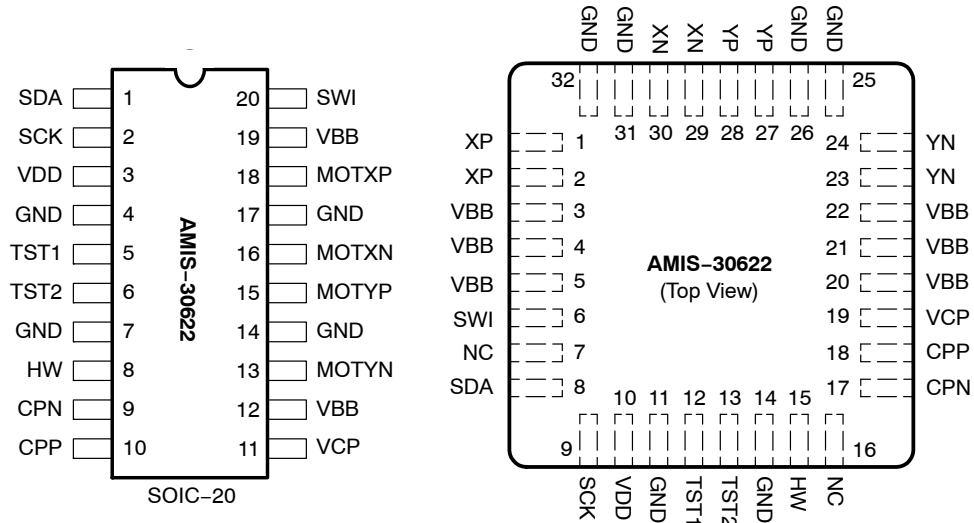 SDA 1 20 SWI
SCK 2 19 VBB
VDD 3 18 MOTXP
GND 4 17 GND
TST1 5 16 MOTXN
TST2 6 15 MOTYP
GND 7 14 GND
HW 8 13 MOTYN
CPN 9 12 VBB
CPP 10 11 VCP
AMIS−30622
SOIC−20
GND GND XN XN YP YP GND GND
32 31 30 29 28 27 26 25
XP 1 24 YN
XP 2 23 YN
VBB 3 22 VBB
VBB 4 21 VBB
VBB 5 20 VBB
SWI 6 19 VCP
NC 7 18 CPP
SDA 8 17 CPN
AMIS−30622
(Top View)
9 10 11 12 13 14 15 16
SCK VDD GND TST1 TST2 GND HW NC